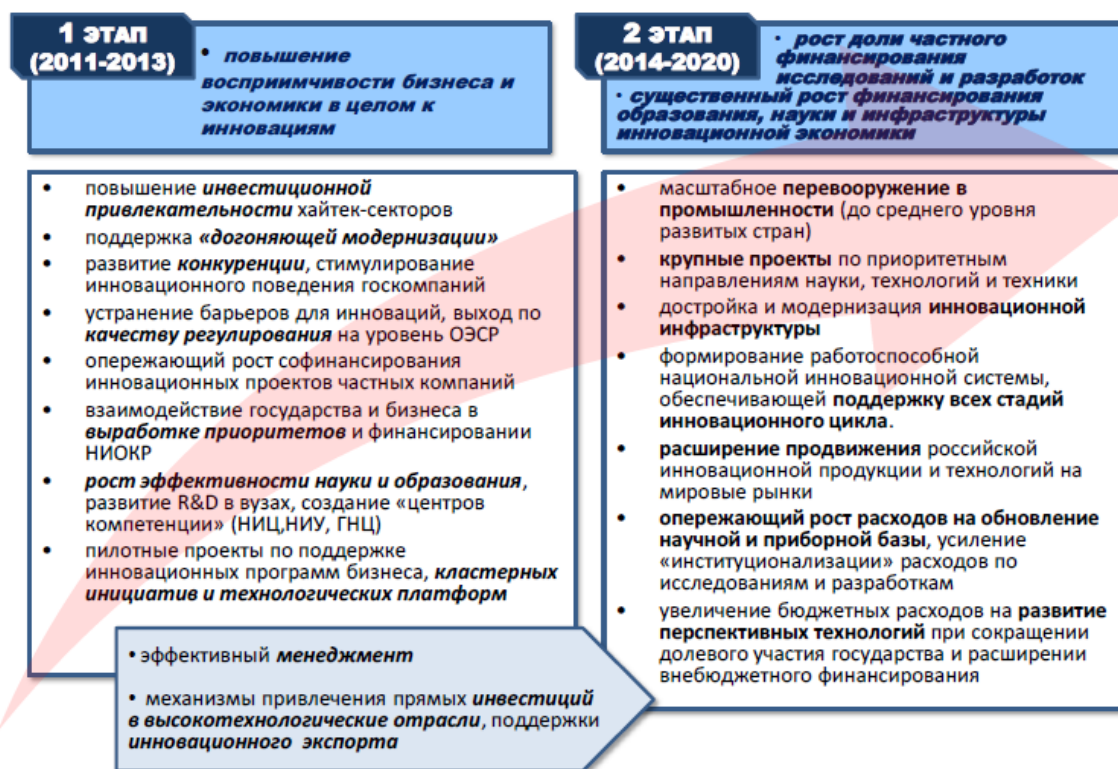 1 ЭТАП
(2011-2013)
• повышение
восприимчивости бизнеса и
экономики в целом к
инновациям
• повышение инвестиционной
привлекательности хайтек-секторов
• поддержка «догоняющей модернизации»
• развитие конкуренции, стимулирование
инновационного поведения госкомпаний
• устранение барьеров для инноваций, выход по
качеству регулирования на уровень ОЭСР
• опережающий рост софинансирования
инновационных проектов частных компаний
• взаимодействие государства и бизнеса в
выработке приоритетов и финансировании
НИОКР
• рост эффективности науки и образования,
развитие R&D в вузах, создание «центров
компетенции» (НИЦ,НИУ, ГНЦ)
• пилотные проекты по поддержке
инновационных программ бизнеса, кластерных
инициатив и технологических платформ
• эффективный менеджмент
• механизмы привлечения прямых инвестиций
в высокотехнологические отрасли, поддержки
инновационного экспорта
2 ЭТАП
(2014-2020)
• рост доли частного
финансирования
исследований и разработок
• существенный рост финансирования
образования, науки и инфраструктуры
инновационной экономики
• масштабное перевооружение в
промышленности (до среднего уровня
развитых стран)
• крупные проекты по приоритетным
направлениям науки, технологий и техники
• достройка и модернизация инновационной
инфраструктуры
• формирование работоспособной
национальной инновационной системы,
обеспечивающей поддержку всех стадий
инновационного цикла.
• расширение продвижения российской
инновационной продукции и технологий на
мировые рынки
• опережающий рост расходов на обновление
научной и приборной базы, усиление
«институционализации» расходов по
исследованиям и разработкам
• увеличение бюджетных расходов на развитие
перспективных технологий при сокращении
долевого участия государства и расширении
внебюджетного финансирования